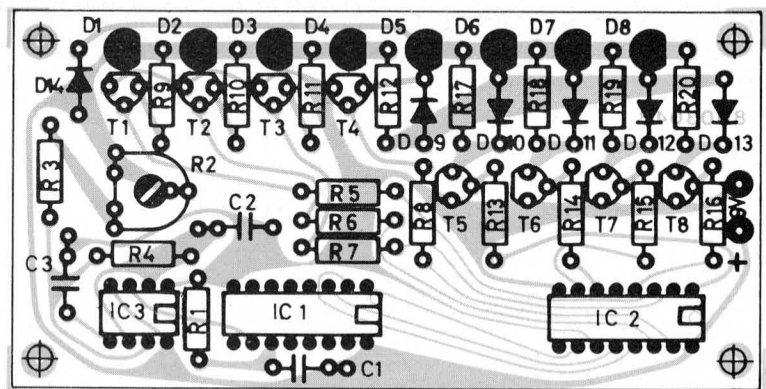 D1 D2 D3 D4 D5 D6 D7 D8
D14 R9 R10 R11 R12 R17 R18 R19 R20
T1 T2 T3 T4 D9 D10 D11 D12 D13
R3 R2 R5 R8 T5 R13 T6 R14 T7 R15 T8 R16 9V
C2 R6
C3 R4 R7 +
IC3 R1 IC1 IC2
C1